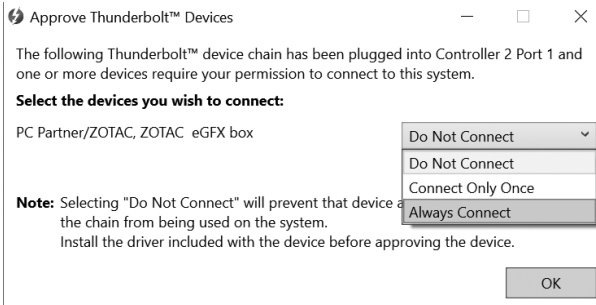 Approve Thunderbolt™ Devices
The following Thunderbolt™ device chain has been plugged into Controller 2 Port 1 and
one or more devices require your permission to connect to this system.
Select the devices you wish to connect:
PC Partner/ZOTAC, ZOTAC eGFX box
Do Not Connect
Do Not Connect
Connect Only Once
Always Connect
Note: Selecting "Do Not Connect" will prevent that device a
the chain from being used on the system.
Install the driver included with the device before approving the device.
OK